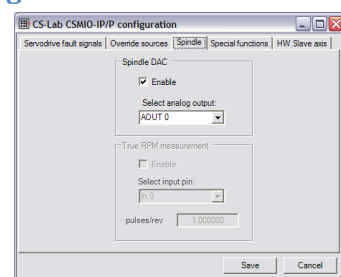 CS-Lab CSMIO-IP/P configuration
Servodrive fault signals Override sources Spindle Special functions HW Slave axis
Spindle DAC
Enable
Select analog output:
AOUT 0
True RPM measurement
Enable
Select input pin:
In 0
pulses/rev 1,000000
Save Cancel